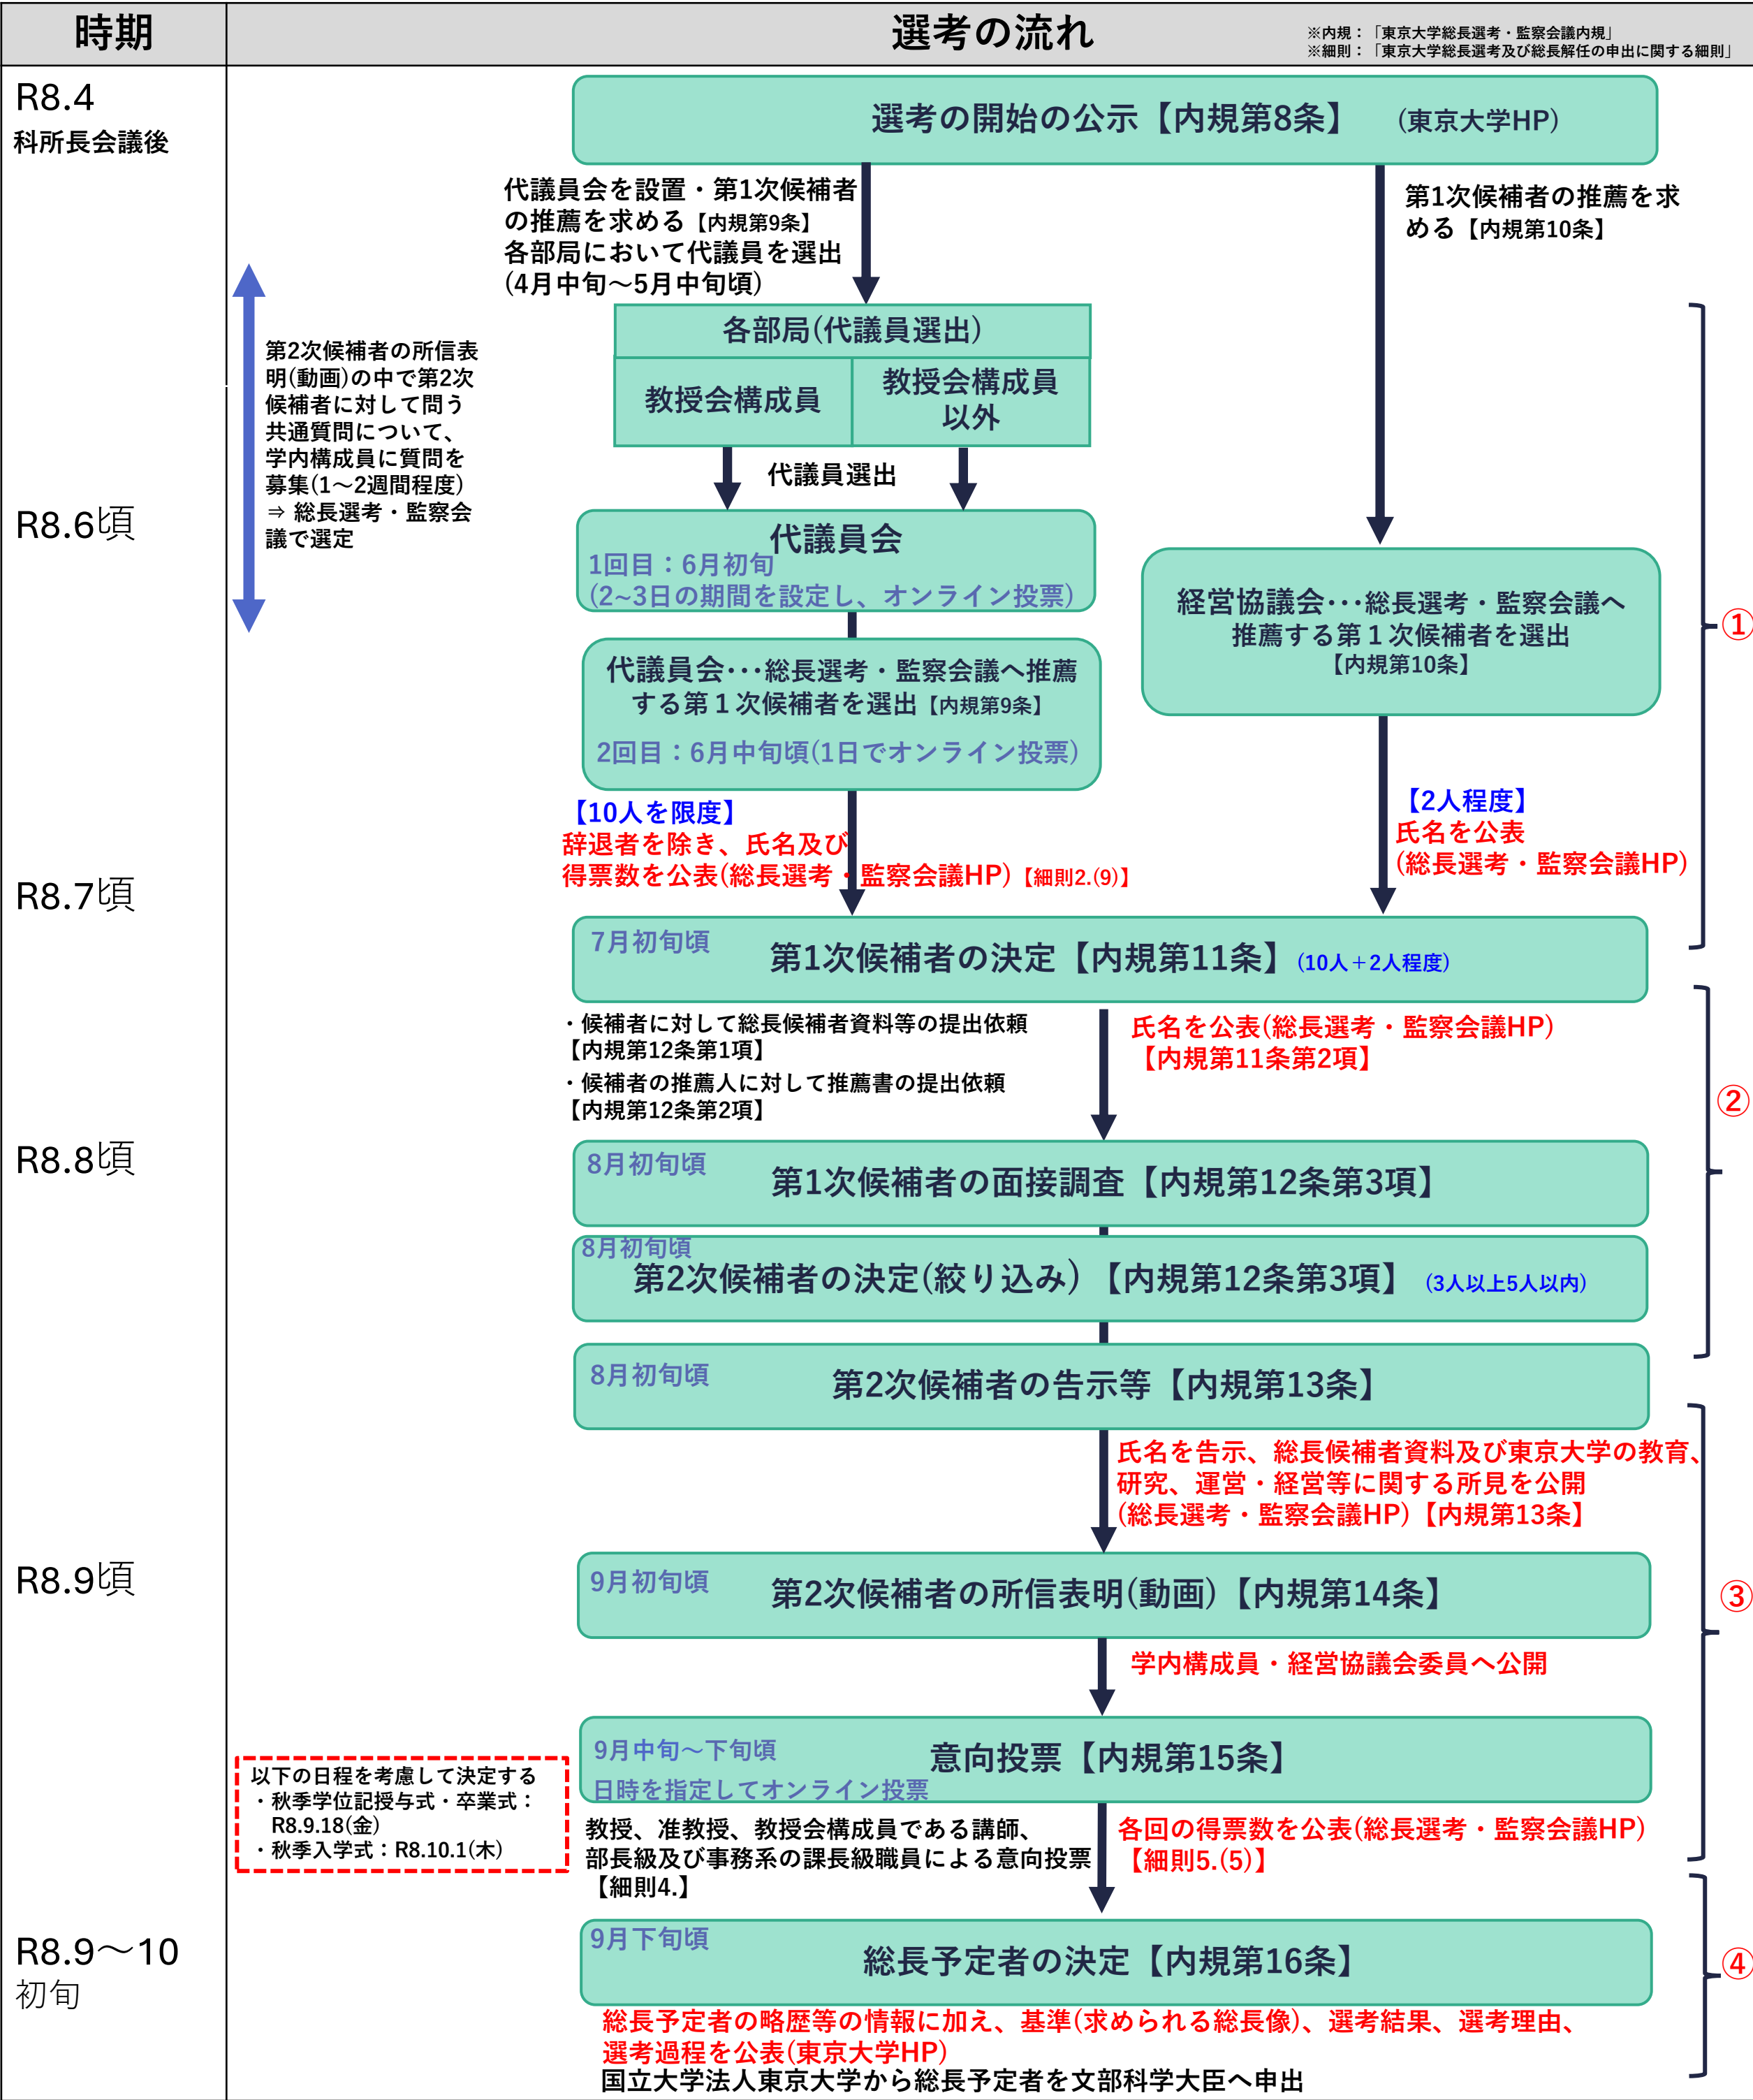 時期
選考の流れ
※内規：「東京大学総長選考・監察会議内規」
※細則：「東京大学総長選考及び総長解任の申出に関する細則」
R8.4
科所長会議後
選考の開始の公示【内規第8条】 (東京大学HP)
代議員会を設置・第1次候補者
の推薦を求める【内規第9条】
各部局において代議員を選出
(4月中旬～5月中旬頃)
第1次候補者の推薦を求
める【内規第10条】
各部局(代議員選出)
教授会構成員
教授会構成員
以外
第2次候補者の所信表
明(動画)の中で第2次
候補者に対して問う
共通質問について、
学内構成員に質問を
募集(1～2週間程度)
⇒ 総長選考・監察会
議で選定
代議員選出
R8.6頃
代議員会
1回目：6月初旬
(2~3日の期間を設定し、オンライン投票)
経営協議会･･･総長選考・監察会議へ
推薦する第１次候補者を選出
【内規第10条】
①
代議員会･･･総長選考・監察会議へ推薦
する第１次候補者を選出【内規第9条】
2回目：6月中旬頃(1日でオンライン投票)
【10人を限度】
辞退者を除き、氏名及び
得票数を公表(総長選考・監察会議HP)【細則2.(9)】
【2人程度】
氏名を公表
(総長選考・監察会議HP)
R8.7頃
7月初旬頃
第1次候補者の決定【内規第11条】(10人＋2人程度)
・候補者に対して総長候補者資料等の提出依頼
【内規第12条第1項】
・候補者の推薦人に対して推薦書の提出依頼
【内規第12条第2項】
氏名を公表(総長選考・監察会議HP)
【内規第11条第2項】
②
R8.8頃
8月初旬頃
第1次候補者の面接調査【内規第12条第3項】
8月初旬頃
第2次候補者の決定(絞り込み)【内規第12条第3項】 (3人以上5人以内)
8月初旬頃
第2次候補者の告示等【内規第13条】
氏名を告示、総長候補者資料及び東京大学の教育、
研究、運営・経営等に関する所見を公開
(総長選考・監察会議HP)【内規第13条】
R8.9頃
9月初旬頃
第2次候補者の所信表明(動画)【内規第14条】
③
学内構成員・経営協議会委員へ公開
9月中旬～下旬頃
意向投票【内規第15条】
日時を指定してオンライン投票
以下の日程を考慮して決定する
・秋季学位記授与式・卒業式：
R8.9.18(金)
・秋季入学式：R8.10.1(木)
教授、准教授、教授会構成員である講師、
部長級及び事務系の課長級職員による意向投票
【細則4.】
各回の得票数を公表(総長選考・監察会議HP)
【細則5.(5)】
R8.9～10
初旬
9月下旬頃
総長予定者の決定【内規第16条】
④
総長予定者の略歴等の情報に加え、基準(求められる総長像)、選考結果、選考理由、
選考過程を公表(東京大学HP)
国立大学法人東京大学から総長予定者を文部科学大臣へ申出